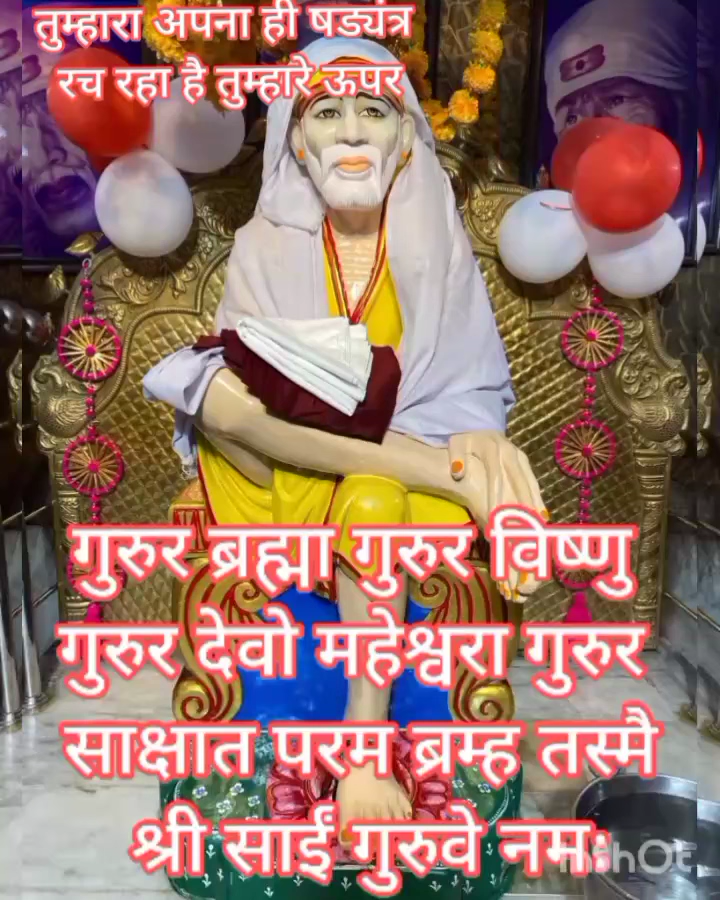 तुम्हारा अपना ही षड्यंत्र
रच रहा है तुम्हारे ऊपर
गुरुर ब्रह्मा गुरुर विष्णु
गुरुर देवो महेश्वरा गुरुर
साक्षात परम ब्रम्ह तस्मै
श्री साईं गुरुवे नमः